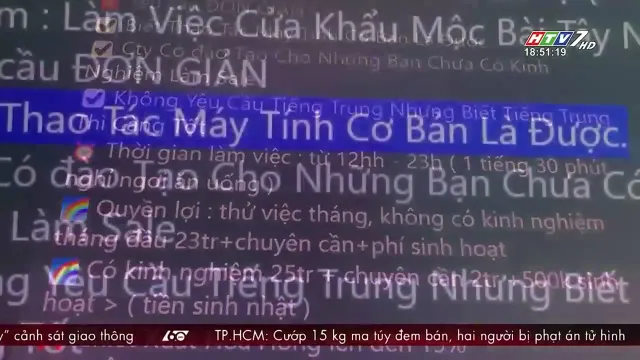 m : Làm Việc Cửa Khẩu Mộc Bài Tây N
HTV7 HD
18:51:19
Cty Có đào Tạo Cho Những Bạn Chưa Có Kinh
cầu ĐƠN GIẢN
Nghiệm Làm Sale
Không Yêu Cầu Tiếng Trung Nhưng Biết Tiếng Trung
Thao Tác Máy Tính Cơ Bản Là Được.
Thì Càng Tốt
Thời gian làm việc : từ 12hh - 23h ( 1 tiếng 30 phút
Có đào Tạo Cho Những Bạn Chưa Có
nghỉ ngơi ăn uống )
Quyền lợi : thử việc tháng, không có kinh nghiệm
Làm Sale
tháng đầu 23tr+chuyên cần+phí sinh hoạt
Có kinh nghiệm 25tr + chuyên cần 2tr +500k sinh
g Yêu Cầu Tiếng Trung Nhưng Biết
hoạt > ( tiền sinh nhật )
y” cảnh sát giao thông
60
TP.HCM: Cướp 15 kg ma túy đem bán, hai người bị phạt án tử hình